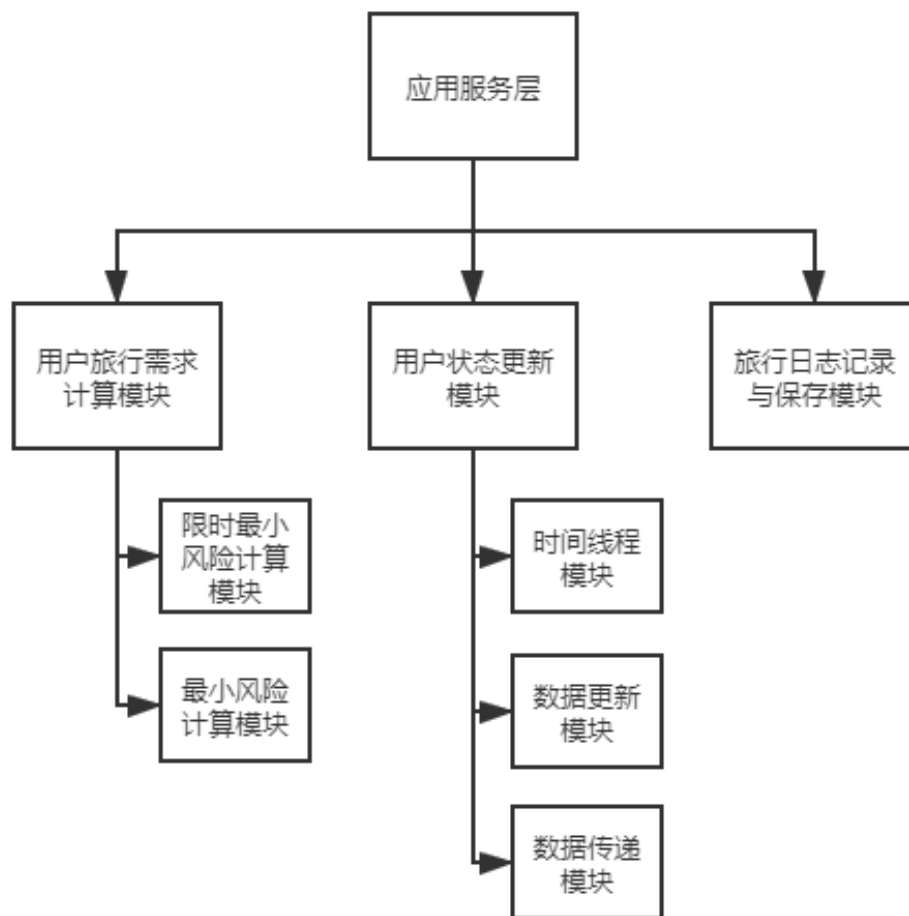 应用服务层
用户旅行需求
计算模块
用户状态更新
模块
旅行日志记录
与保存模块
限时最小
风险计算
模块
最小风险
计算模块
时间线程
模块
数据更新
模块
数据传递
模块